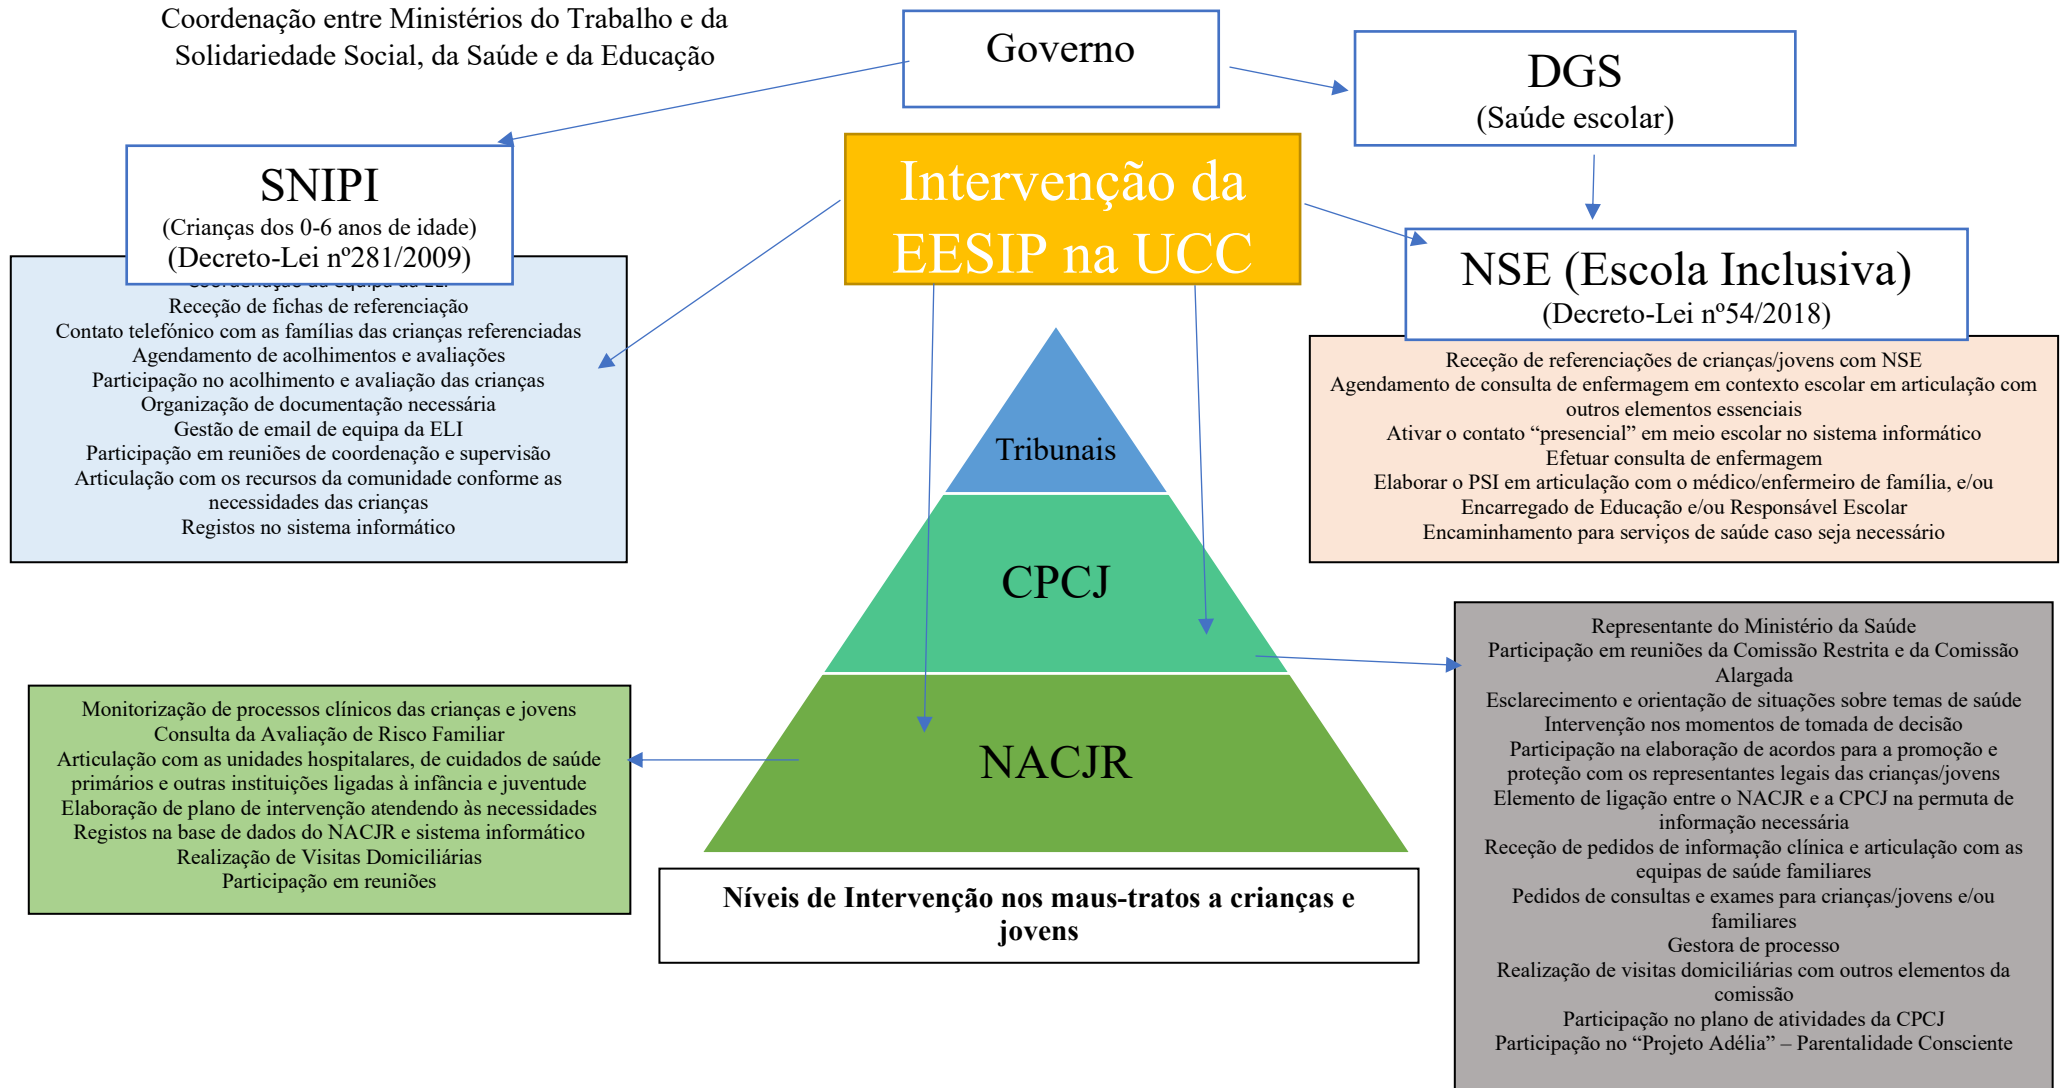 Coordenação entre Ministérios do Trabalho e da
Solidariedade Social, da Saúde e da Educação
Governo
DGS
(Saúde escolar)
SNIPI
(Crianças dos 0-6 anos de idade)
(Decreto-Lei nº281/2009)
Intervenção da
EESIP na UCC
NSE (Escola Inclusiva)
(Decreto-Lei nº54/2018)
Receção de fichas de referenciação
Contato telefónico com as famílias das crianças referenciadas
Agendamento de acolhimentos e avaliações
Participação no acolhimento e avaliação das crianças
Organização de documentação necessária
Gestão de email de equipa da ELI
Participação em reuniões de coordenação e supervisão
Articulação com os recursos da comunidade conforme as
necessidades das crianças
Registos no sistema informático
Receção de referenciações de crianças/jovens com NSE
Agendamento de consulta de enfermagem em contexto escolar em articulação com
outros elementos essenciais
Ativar o contato “presencial” em meio escolar no sistema informático
Efetuar consulta de enfermagem
Elaborar o PSI em articulação com o médico/enfermeiro de família, e/ou
Encarregado de Educação e/ou Responsável Escolar
Encaminhamento para serviços de saúde caso seja necessário
Tribunais
CPCJ
NACJR
Monitorização de processos clínicos das crianças e jovens
Consulta da Avaliação de Risco Familiar
Articulação com as unidades hospitalares, de cuidados de saúde
primários e outras instituições ligadas à infância e juventude
Elaboração de plano de intervenção atendendo às necessidades
Registos na base de dados do NACJR e sistema informático
Realização de Visitas Domiciliárias
Participação em reuniões
Níveis de Intervenção nos maus-tratos a crianças e
jovens
Representante do Ministério da Saúde
Participação em reuniões da Comissão Restrita e da Comissão
Alargada
Esclarecimento e orientação de situações sobre temas de saúde
Intervenção nos momentos de tomada de decisão
Participação na elaboração de acordos para a promoção e
proteção com os representantes legais das crianças/jovens
Elemento de ligação entre o NACJR e a CPCJ na permuta de
informação necessária
Receção de pedidos de informação clínica e articulação com as
equipas de saúde familiares
Pedidos de consultas e exames para crianças/jovens e/ou
familiares
Gestora de processo
Realização de visitas domiciliárias com outros elementos da
comissão
Participação no plano de atividades da CPCJ
Participação no “Projeto Adélia” – Parentalidade Consciente